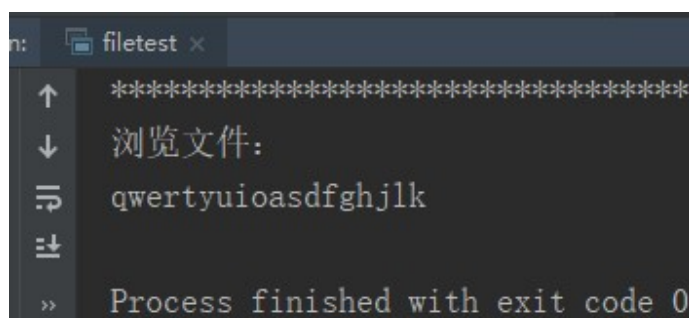 n: filetest ×
*********************************
浏览文件：
qwertyuioasdfghjlk
Process finished with exit code 0